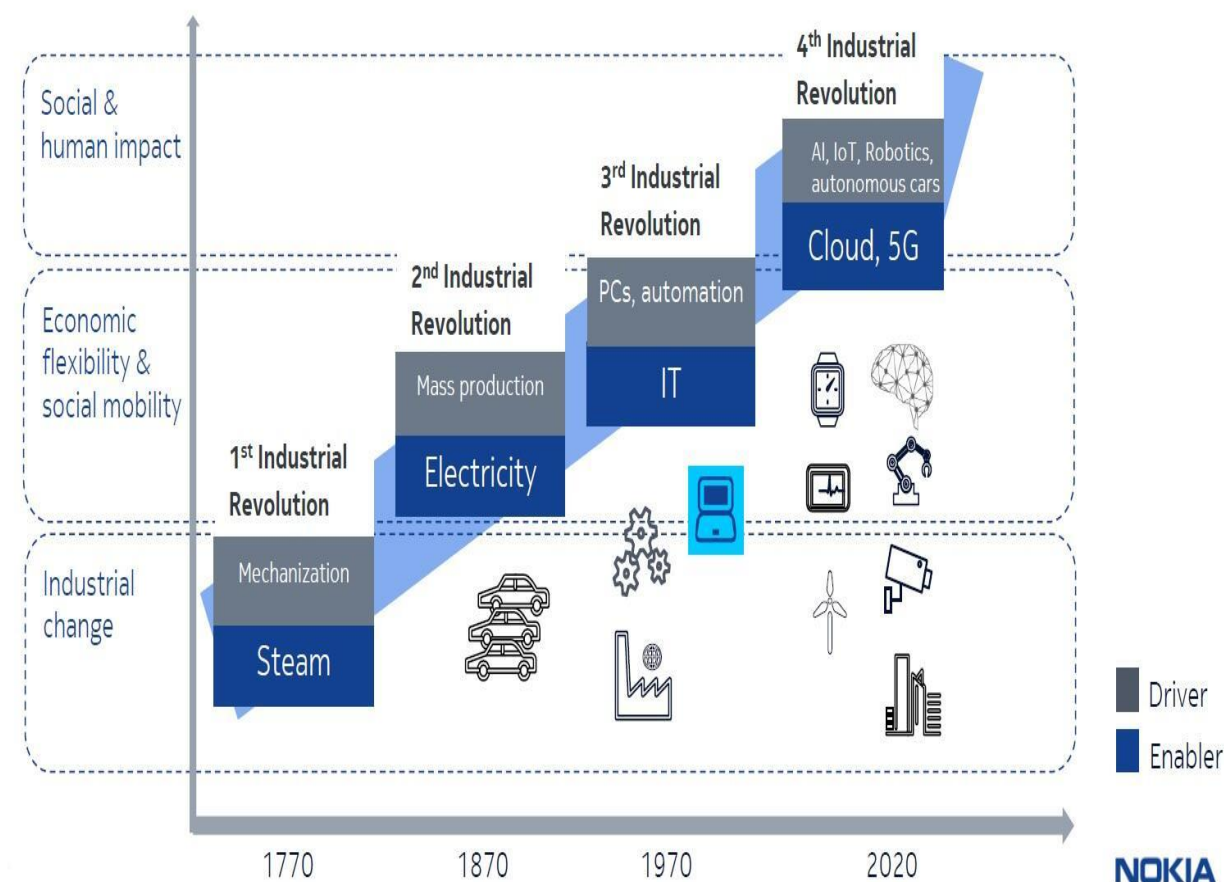 4th Industrial
Revolution
Social &
human impact
AI, IoT, Robotics,
autonomous cars
3rd Industrial
Revolution
Cloud, 5G
2nd Industrial
Revolution
PCs, automation
Economic
flexibility &
social mobility
Mass production
IT
1st Industrial
Revolution
Electricity
Mechanization
Industrial
change
Steam
Driver
Enabler
1770
1870
1970
2020
NOKIA